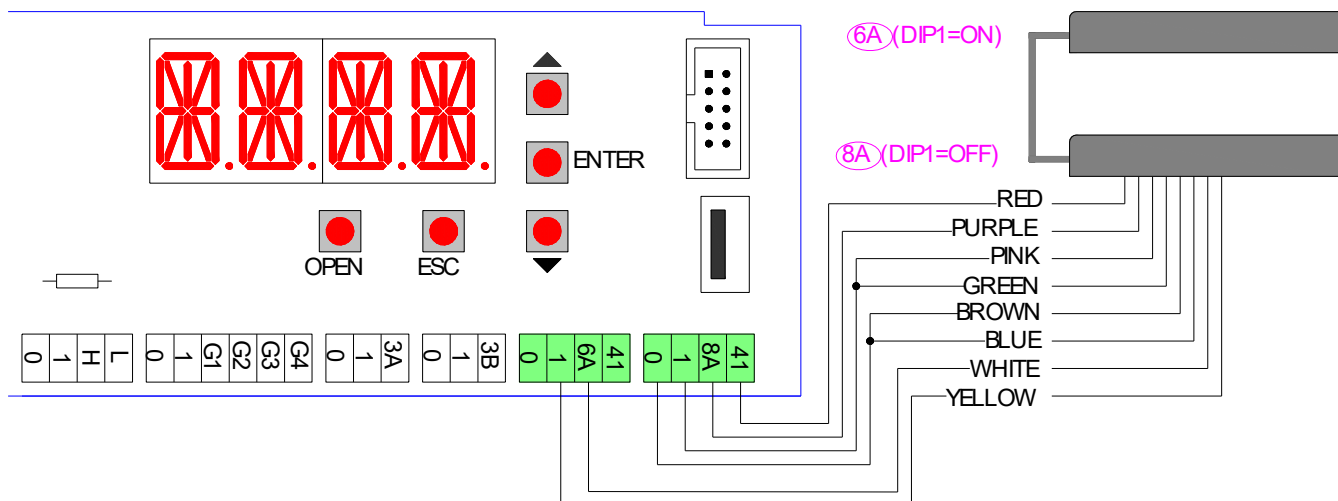 6A (DIP1=ON)
ENTER
8A (DIP1=OFF)
RED
PURPLE
OPEN ESC
PINK
GREEN
BROWN
BLUE
WHITE
YELLOW
0 1 H L 0 1 G1 G2 G3 G4 0 1 3A 0 1 3B 0 1 6A 41 0 1 8A 41